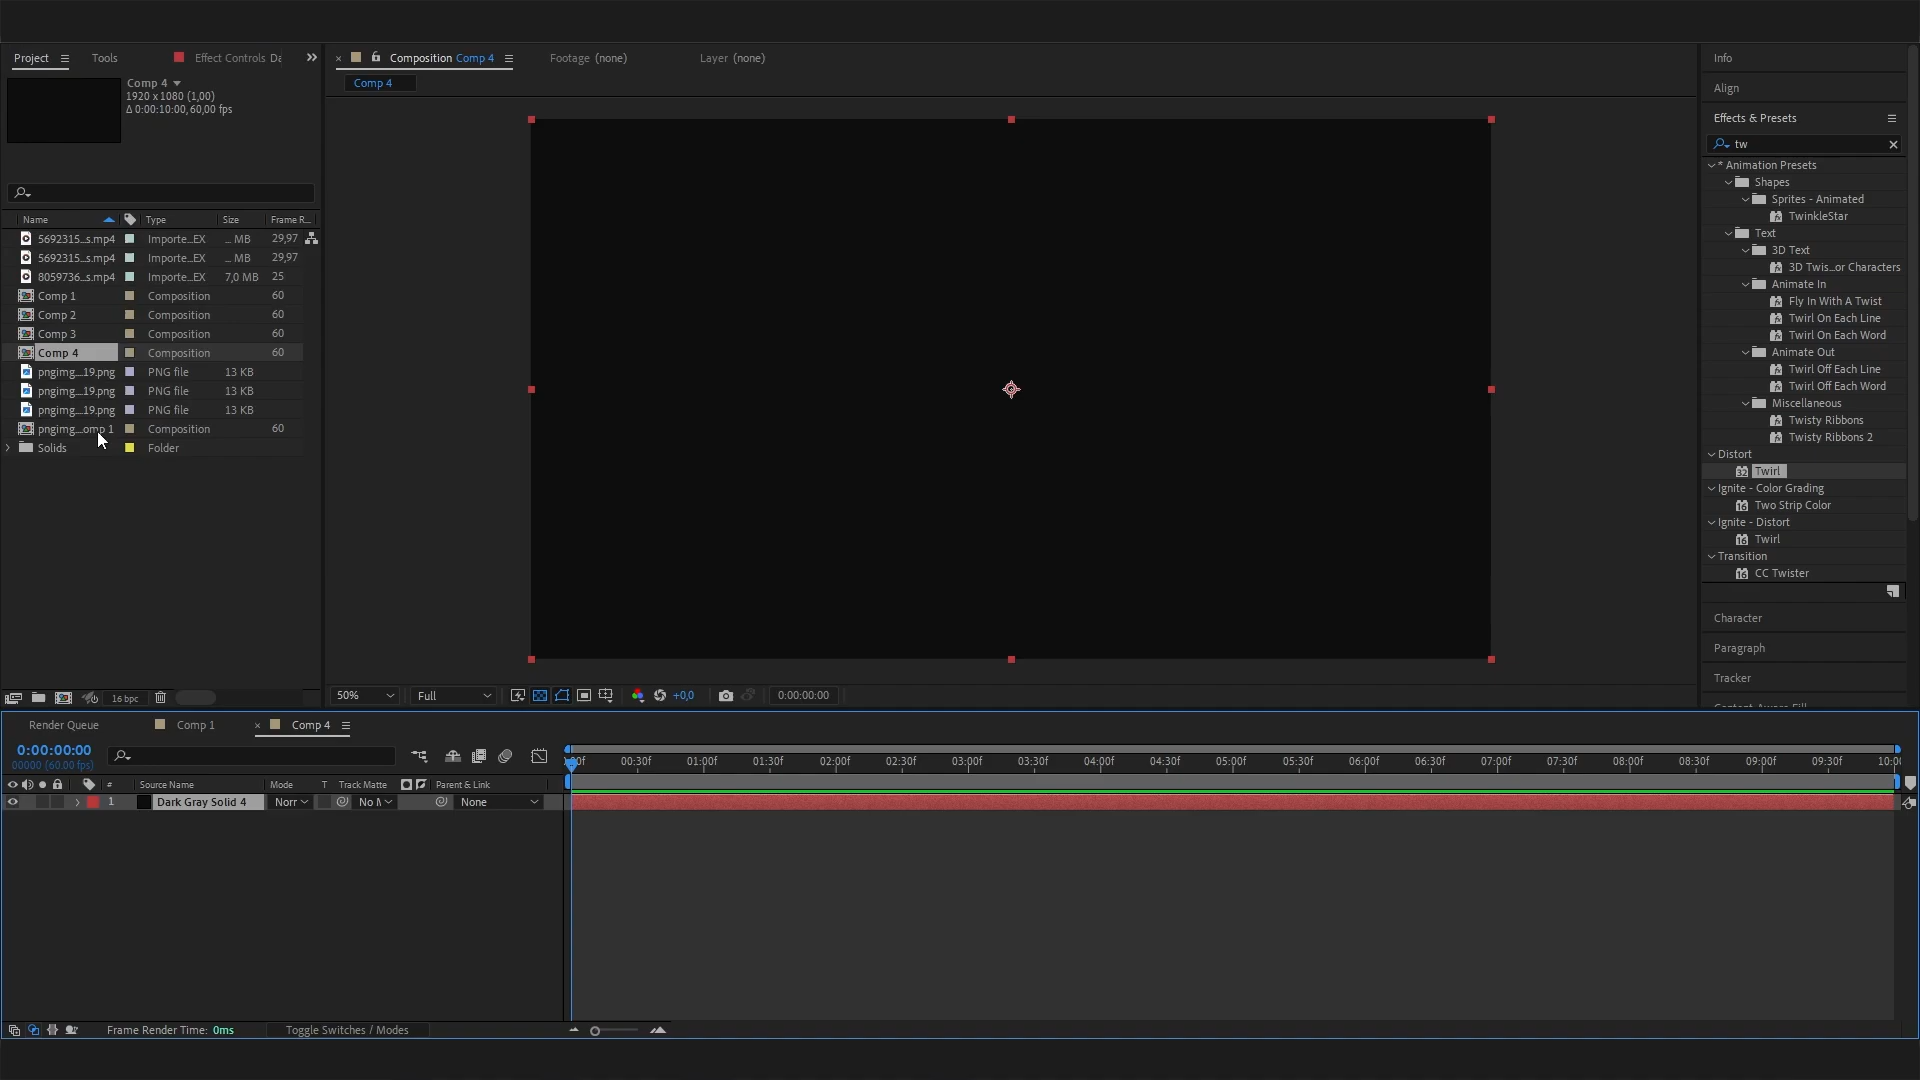 Project
Tools
Effect Controls Da
Composition Comp 4
Footage (none)
Layer (none)
Info
Comp 4
1920 x 1080 (1,00)
Δ 0:00:10:00, 60,00 fps
Comp 4
Align
Effects & Presets
tw
Name
Type
Size
Frame R...
5692315...s.mp4 Importe...EX ... MB 29,97
5692315...s.mp4 Importe...EX ... MB 29,97
8059736...s.mp4 Importe...EX 7,0 MB 25
Comp 1 Composition 60
Comp 2 Composition 60
Comp 3 Composition 60
Comp 4 Composition 60
pngimg...19.png PNG file 13 KB
pngimg...19.png PNG file 13 KB
pngimg...19.png PNG file 13 KB
pngimg...omp 1 Composition 60
Solids Folder
16 bpc
* Animation Presets
Shapes
Sprites - Animated
TwinkleStar
Text
3D Text
3D Twis...or Characters
Animate In
Fly In With A Twist
Twirl On Each Line
Twirl On Each Word
Animate Out
Twirl Off Each Line
Twirl Off Each Word
Miscellaneous
Twisty Ribbons
Twisty Ribbons 2
Distort
32 Twirl
Ignite - Color Grading
16 Two Strip Color
Ignite - Distort
16 Twirl
Transition
16 CC Twister
Character
Paragraph
Tracker
50%
Full
+0,0
0:00:00:00
Render Queue
Comp 1
Comp 4
0:00:00:00
00000 (60.00 fps)
00f 00:30f 01:00f 01:30f 02:00f 02:30f 03:00f 03:30f 04:00f 04:30f 05:00f 05:30f 06:00f 06:30f 07:00f 07:30f 08:00f 08:30f 09:00f 09:30f 10:00
# Source Name Mode T Track Matte Parent & Link
1 Dark Gray Solid 4 Norr No M None
Frame Render Time: 0ms
Toggle Switches / Modes